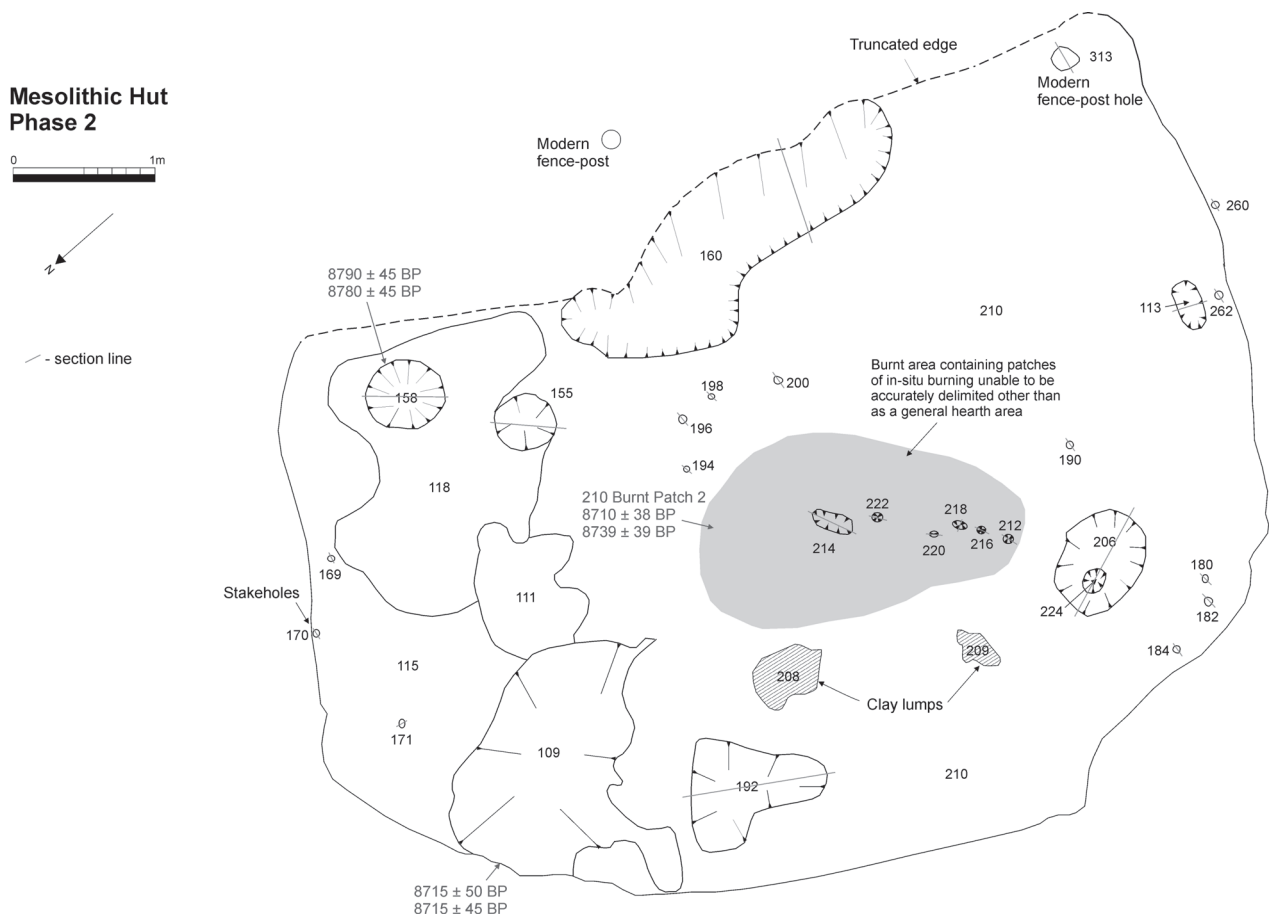 Mesolithic Hut
Phase 2
0 1m
N
- section line
Truncated edge
313
Modern
fence-post hole
Modern
fence-post
260
160
8790 ± 45 BP
8780 ± 45 BP
113
262
210
Burnt area containing patches
of in-situ burning unable to be
accurately delimited other than
as a general hearth area
158
155
198
200
196
190
194
118
210 Burnt Patch 2
8710 ± 38 BP
8739 ± 39 BP
222
218
212
214
220
216
206
169
180
Stakeholes
111
224
182
170
184
209
115
208
Clay lumps
171
109
192
210
8715 ± 50 BP
8715 ± 45 BP